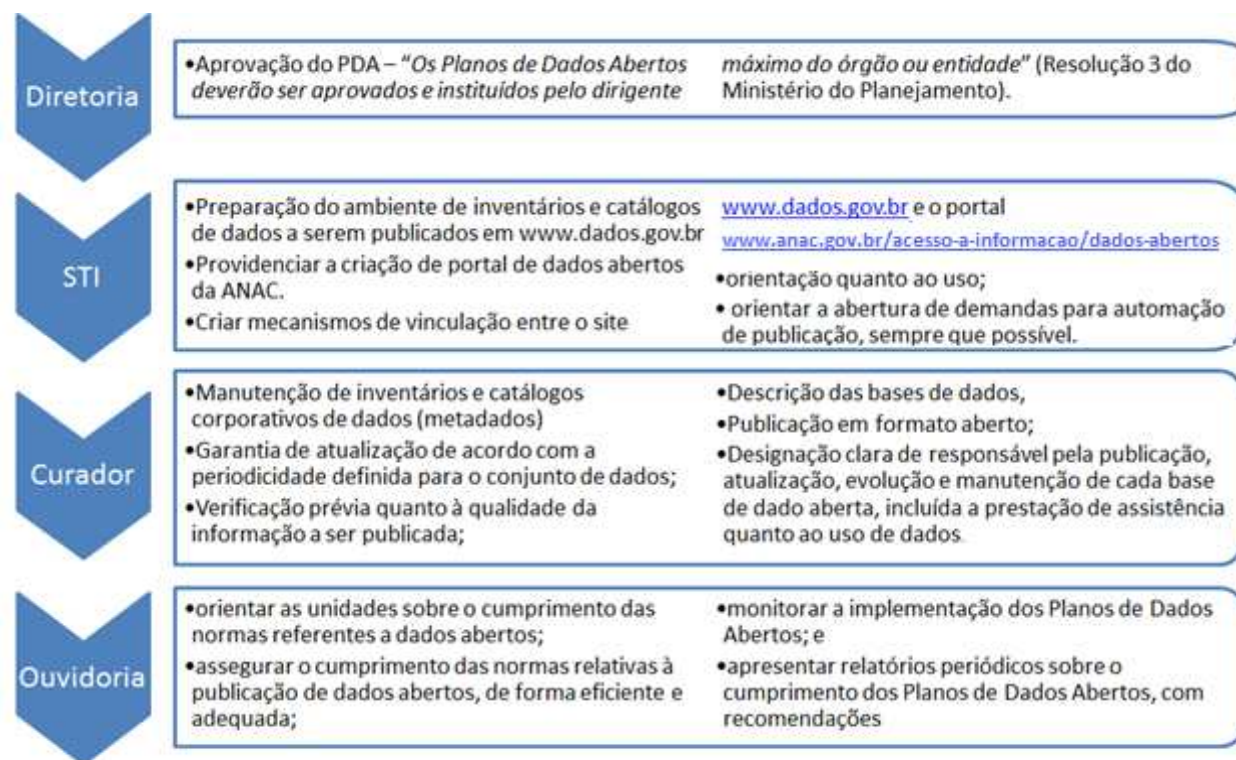 Diretoria
•Aprovação do PDA – “Os Planos de Dados Abertos
deverão ser aprovados e instituídos pelo dirigente
máximo do órgão ou entidade” (Resolução 3 do
Ministério do Planejamento).
STI
•Preparação do ambiente de inventários e catálogos
de dados a serem publicados em www.dados.gov.br
•Providenciar a criação de portal de dados abertos
da ANAC.
•Criar mecanismos de vinculação entre o site
www.dados.gov.br e o portal
www.anac.gov.br/acesso-a-informacao/dados-abertos
•orientação quanto ao uso;
• orientar a abertura de demandas para automação
de publicação, sempre que possível.
Curador
•Manutenção de inventários e catálogos
corporativos de dados (metadados)
•Garantia de atualização de acordo com a
periodicidade definida para o conjunto de dados;
•Verificação prévia quanto à qualidade da
informação a ser publicada;
•Descrição das bases de dados,
•Publicação em formato aberto;
•Designação clara de responsável pela publicação,
atualização, evolução e manutenção de cada base
de dado aberta, incluída a prestação de assistência
quanto ao uso de dados.
Ouvidoria
•orientar as unidades sobre o cumprimento das
normas referentes a dados abertos;
•assegurar o cumprimento das normas relativas à
publicação de dados abertos, de forma eficiente e
adequada;
•monitorar a implementação dos Planos de Dados
Abertos; e
•apresentar relatórios periódicos sobre o
cumprimento dos Planos de Dados Abertos, com
recomendações